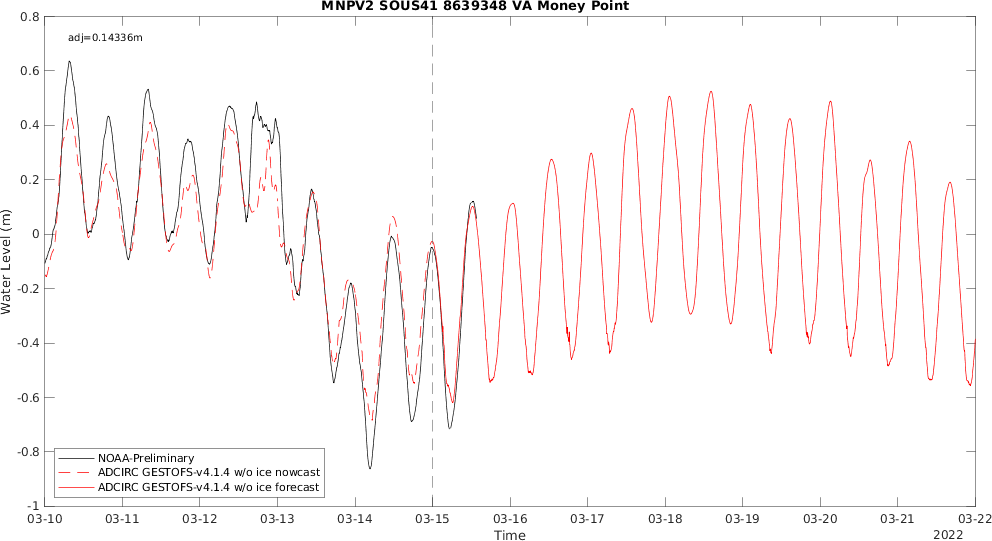 MNPV2 SOUS41 8639348 VA Money Point
adj=0.14336m
0.8
0.6
0.4
0.2
0
-0.2
-0.4
-0.6
-0.8
-1
Water Level (m)
NOAA-Preliminary
ADCIRC GESTOFS-v4.1.4 w/o ice nowcast
ADCIRC GESTOFS-v4.1.4 w/o ice forecast
03-10 03-11 03-12 03-13 03-14 03-15 03-16 03-17 03-18 03-19 03-20 03-21 03-22
Time
2022